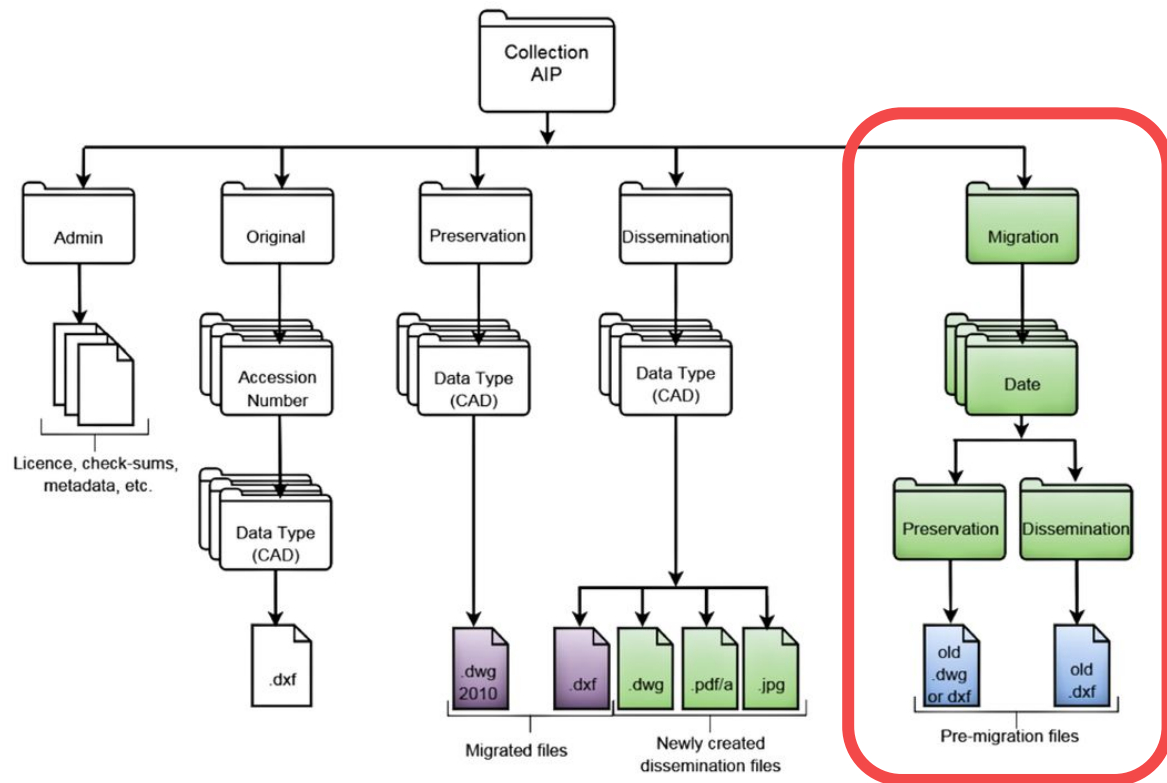 Collection
AIP
Admin
Original
Preservation
Dissemination
Migration
Accession
Number
Data Type
(CAD)
Data Type
(CAD)
Date
Licence, check-sums,
metadata, etc.
Data Type
(CAD)
Preservation
Dissemination
.dxf
.dwg
2010
.dxf
.dwg
.pdf/a
.jpg
old
.dwg
or dxf
old
.dxf
Migrated files
Newly created
dissemination files
Pre-migration files